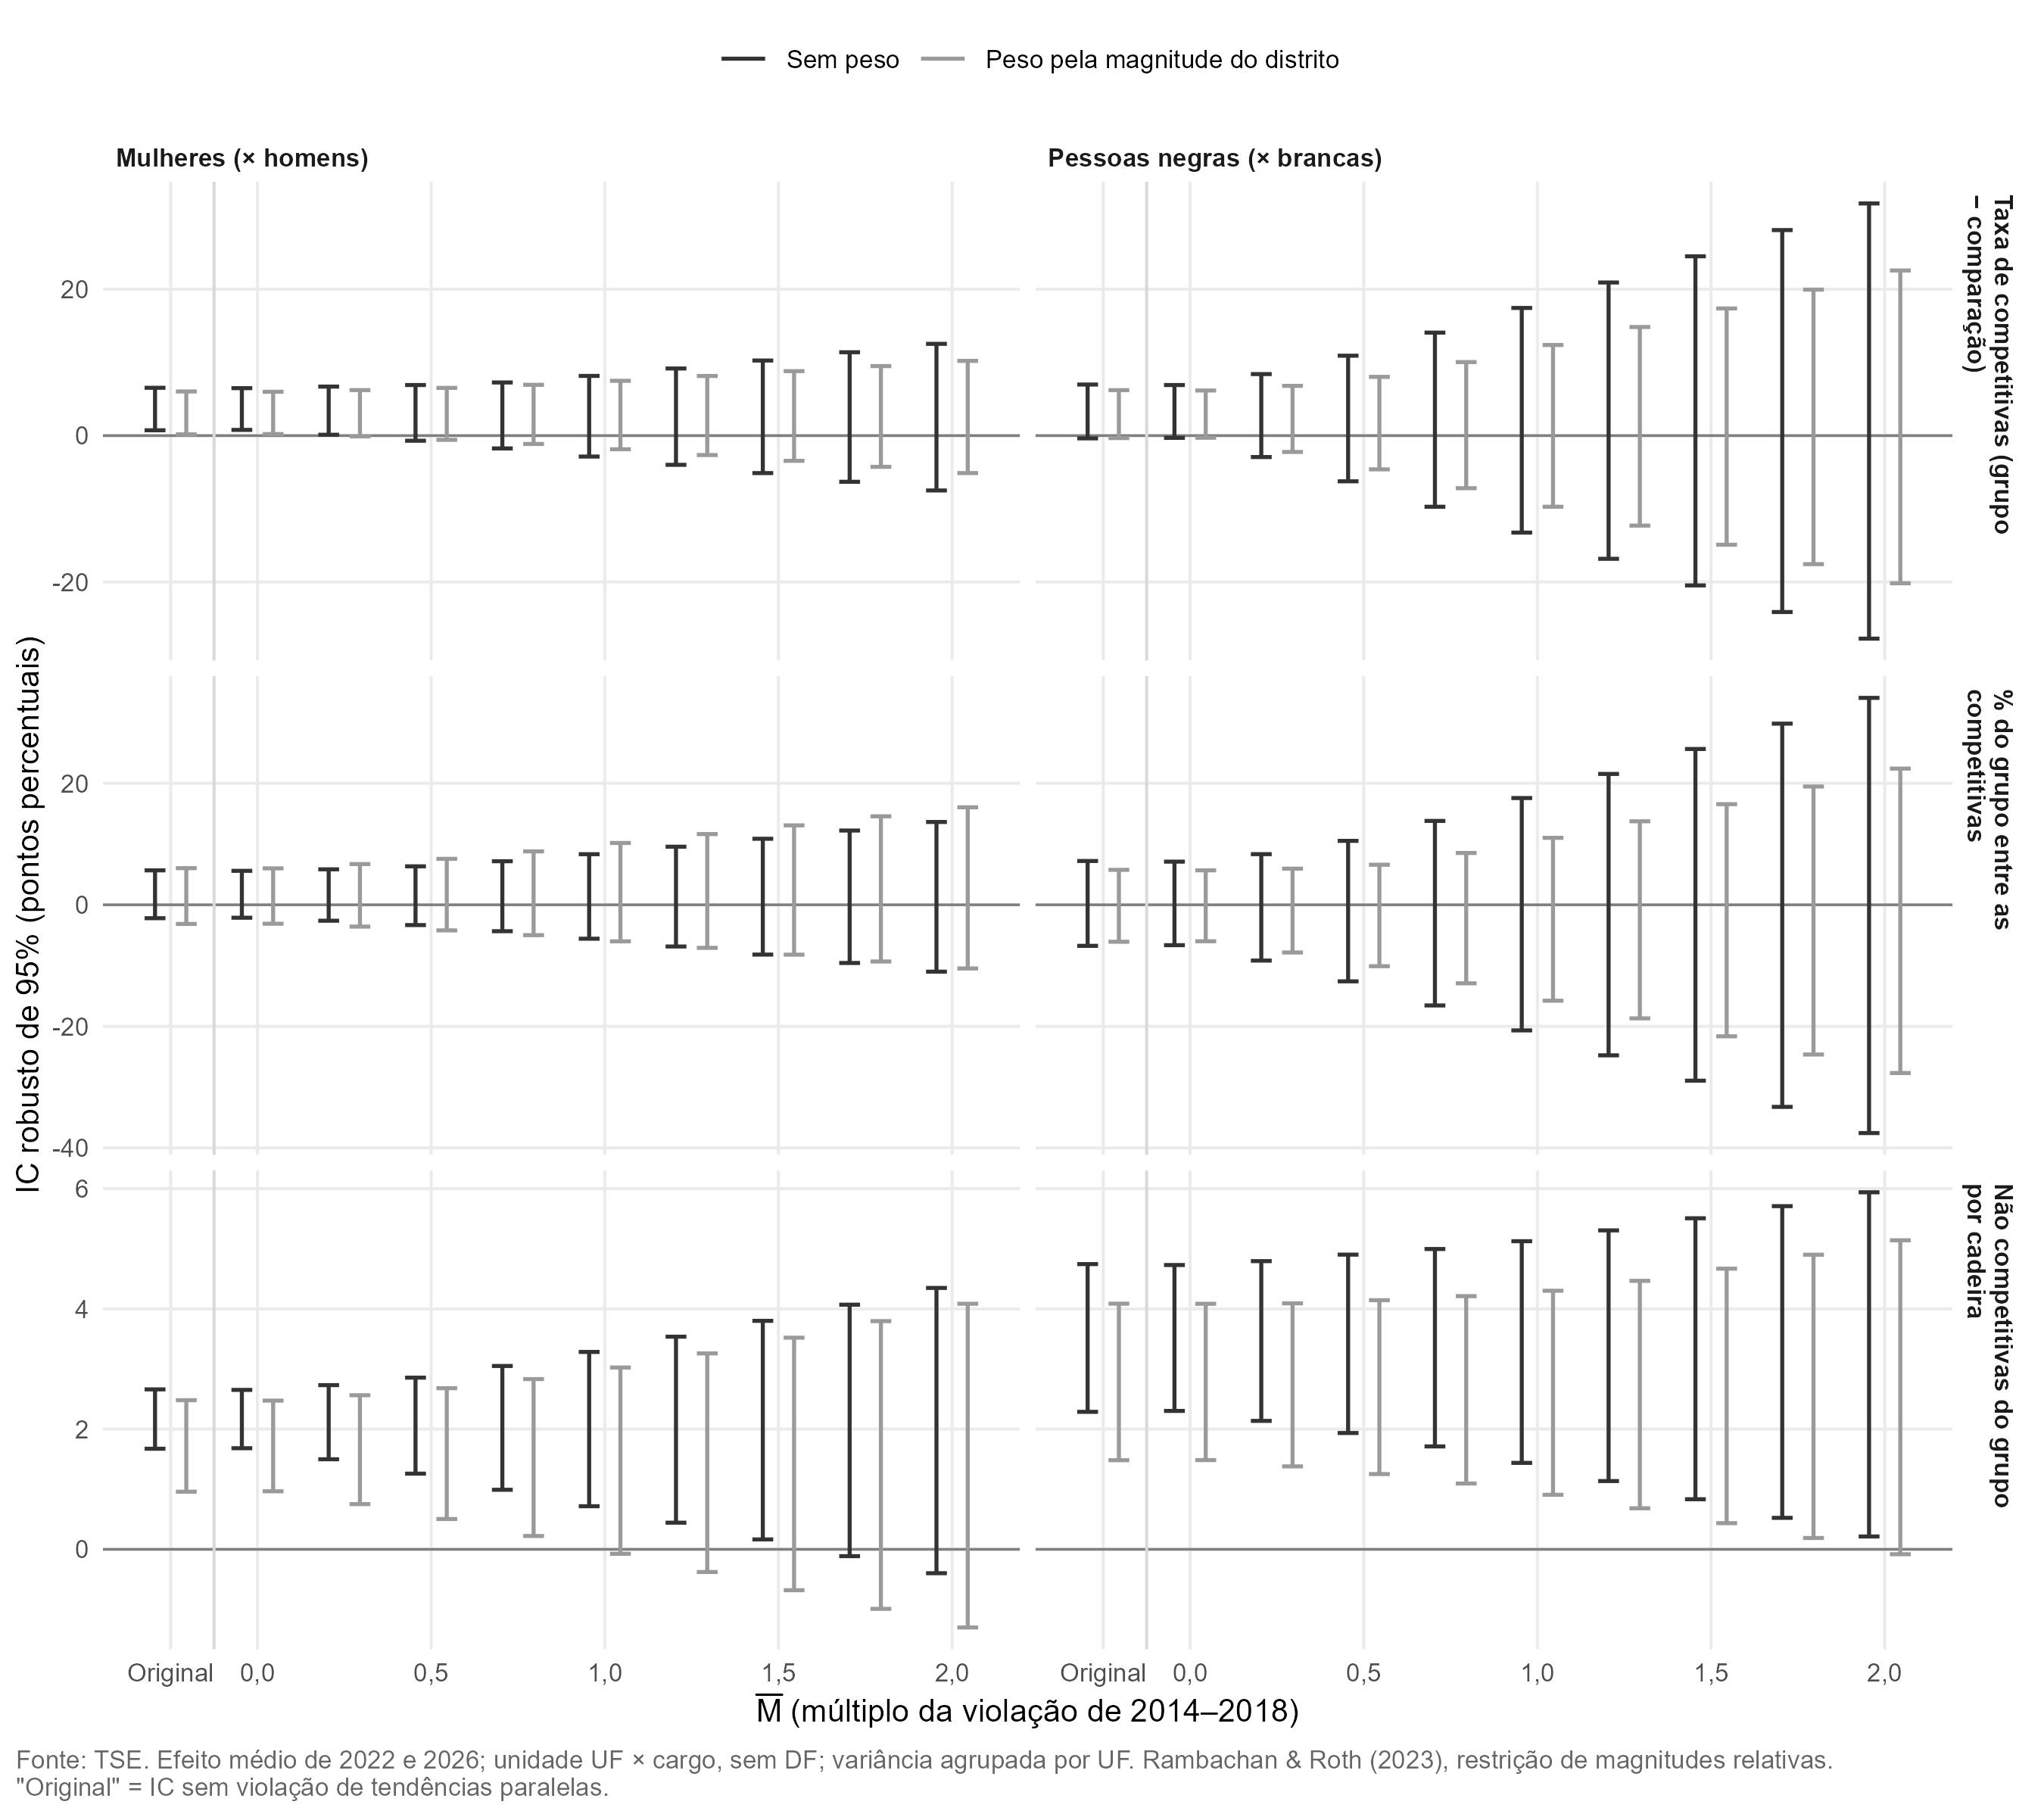 Sem peso
Peso pela magnitude do distrito
Mulheres (× homens)
Pessoas negras (× brancas)
Taxa de competitivas (grupo
− comparação)
20
0
-20
% do grupo entre as
competitivas
20
0
-20
-40
Não competitivas do grupo
por cadeira
6
4
2
0
IC robusto de 95% (pontos percentuais)
Original 0,0 0,5 1,0 1,5 2,0
Original 0,0 0,5 1,0 1,5 2,0
M̅ (múltiplo da violação de 2014–2018)
Fonte: TSE. Efeito médio de 2022 e 2026; unidade UF × cargo, sem DF; variância agrupada por UF. Rambachan & Roth (2023), restrição de magnitudes relativas.
"Original" = IC sem violação de tendências paralelas.